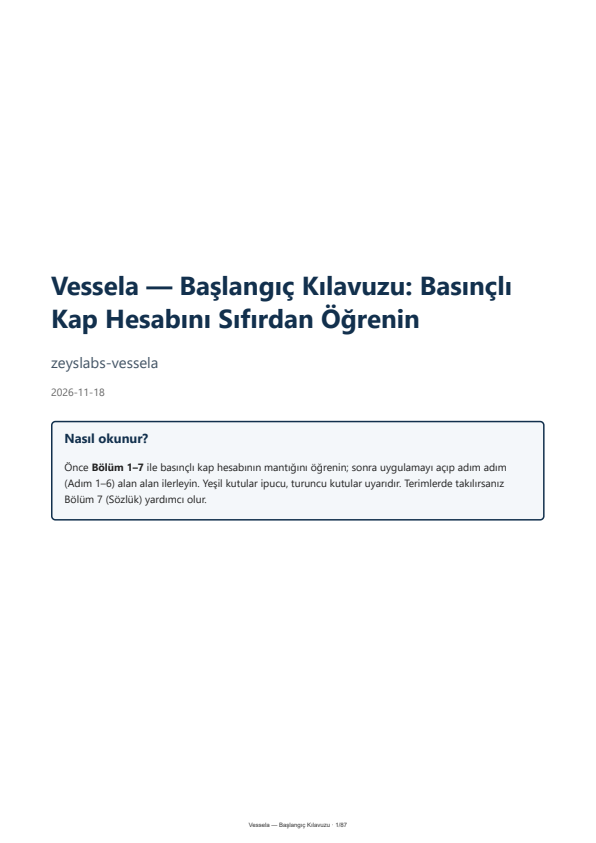 Vessela — Başlangıç Kılavuzu: Basınçlı
Kap Hesabını Sıfırdan Öğrenin
zeyslabs-vessela
2026-11-18
Nasıl okunur?
Önce Bölüm 1–7 ile basınçlı kap hesabının mantığını öğrenin; sonra uygulamayı açıp adım adım
(Adım 1–6) alan alan ilerleyin. Yeşil kutular ipucu, turuncu kutular uyarıdır. Terimlerde takılırsanız
Bölüm 7 (Sözlük) yardımcı olur.
Vessela — Başlangıç Kılavuzu · 1/87